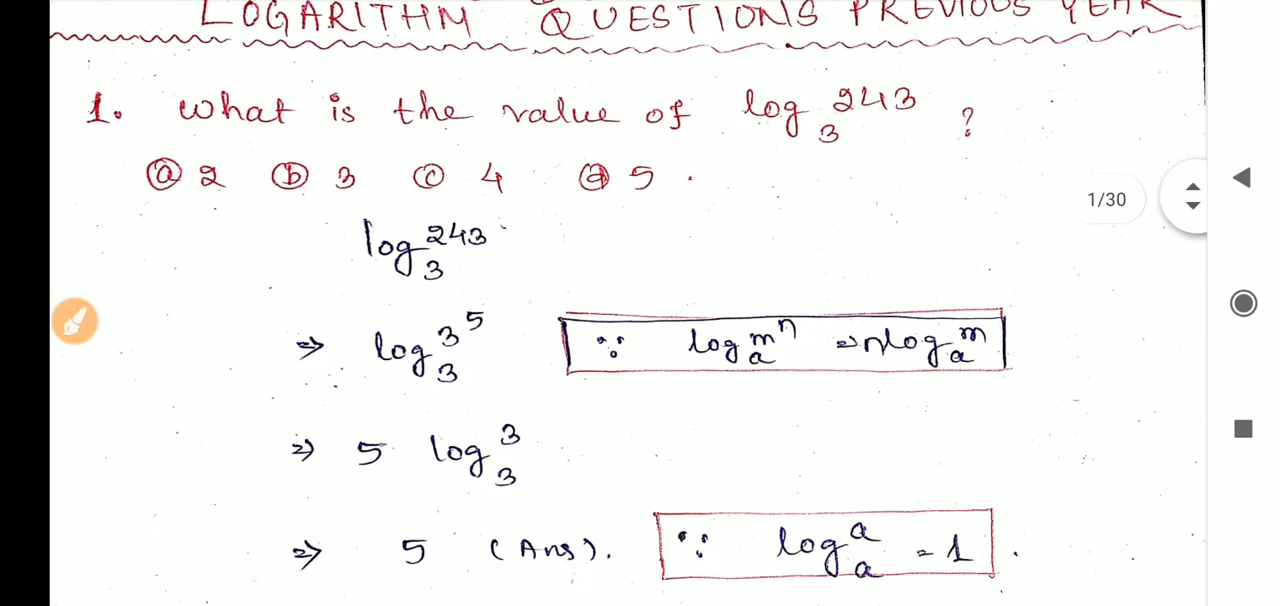 LOGARITHM QUESTIONS PREVIOUS YEAR
1. What is the value of log₃243 ?
ⓐ 2 ⓑ 3 ⓒ 4 ⓓ 5 .
1/30
log₃243
⇒ log₃3⁵ ∵ logₐmⁿ ⇒ n logₐm
⇒ 5 log₃3
⇒ 5 (Ans). ∵ logₐa = 1 .